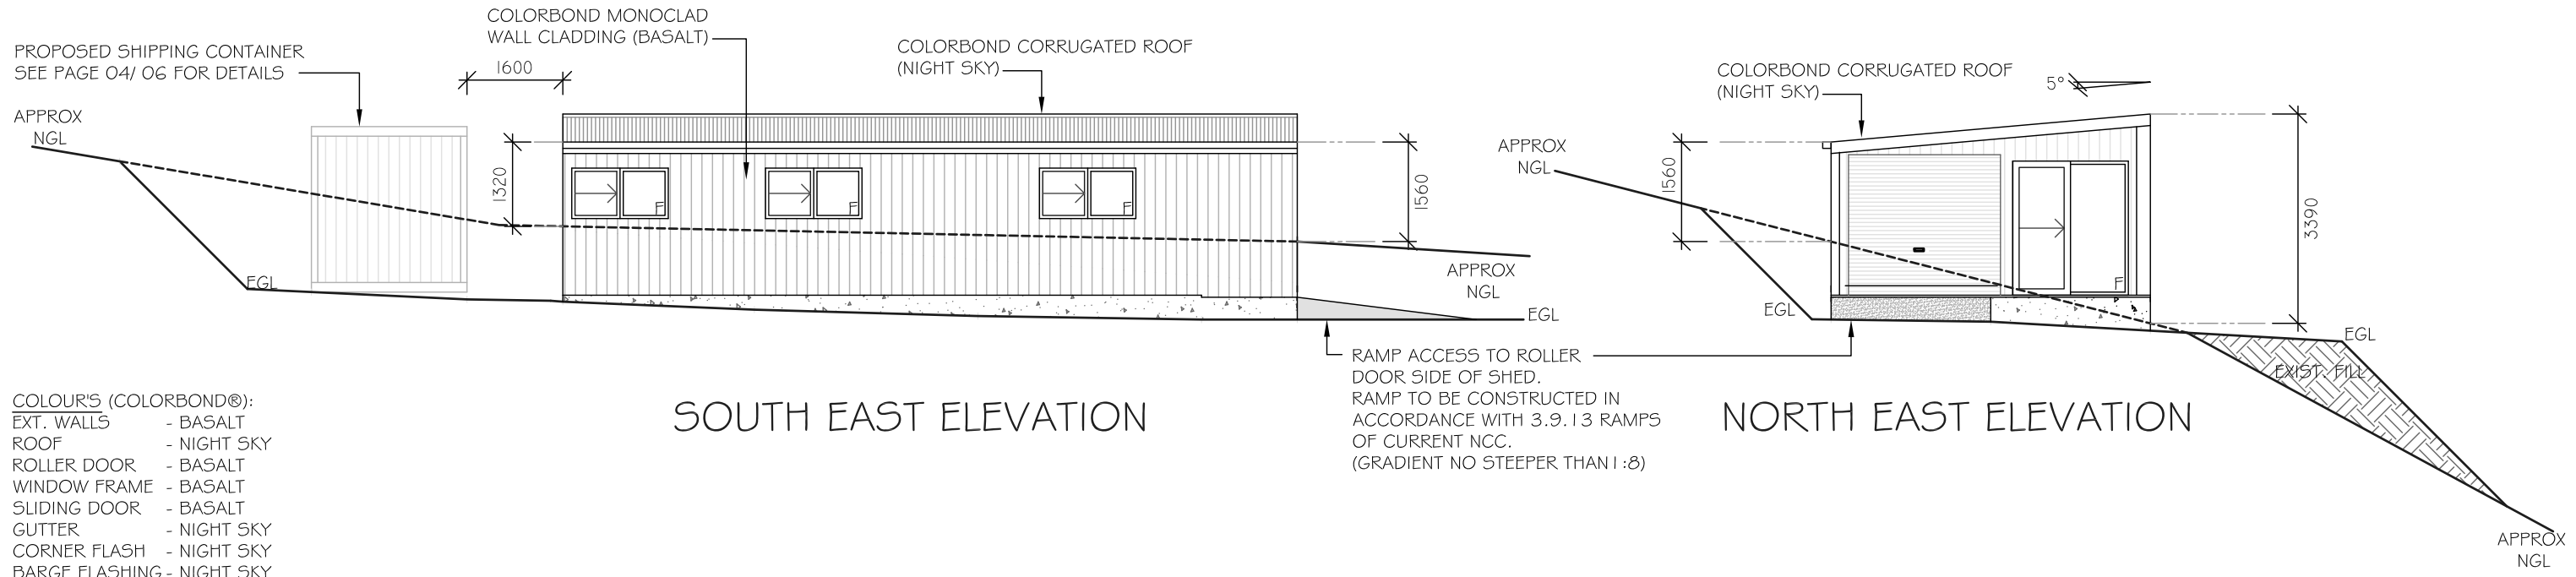 COLORBOND MONOCLAD
WALL CLADDING (BASALT)
PROPOSED SHIPPING CONTAINER
SEE PAGE 04/ 06 FOR DETAILS
1600
COLORBOND CORRUGATED ROOF
(NIGHT SKY)
APPROX
NGL
1320
1560
F
F
F
EGL
APPROX
NGL
EGL
SOUTH EAST ELEVATION
COLORBOND CORRUGATED ROOF
(NIGHT SKY)
5°
APPROX
NGL
1560
3390
F
EGL
EGL
EXIST. FILL
APPROX
NGL
RAMP ACCESS TO ROLLER
DOOR SIDE OF SHED.
RAMP TO BE CONSTRUCTED IN
ACCORDANCE WITH 3.9.13 RAMPS
OF CURRENT NCC.
(GRADIENT NO STEEPER THAN 1:8)
NORTH EAST ELEVATION
COLOUR'S (COLORBOND®):
EXT. WALLS - BASALT
ROOF - NIGHT SKY
ROLLER DOOR - BASALT
WINDOW FRAME - BASALT
SLIDING DOOR - BASALT
GUTTER - NIGHT SKY
CORNER FLASH - NIGHT SKY
BARGE FLASHING - NIGHT SKY